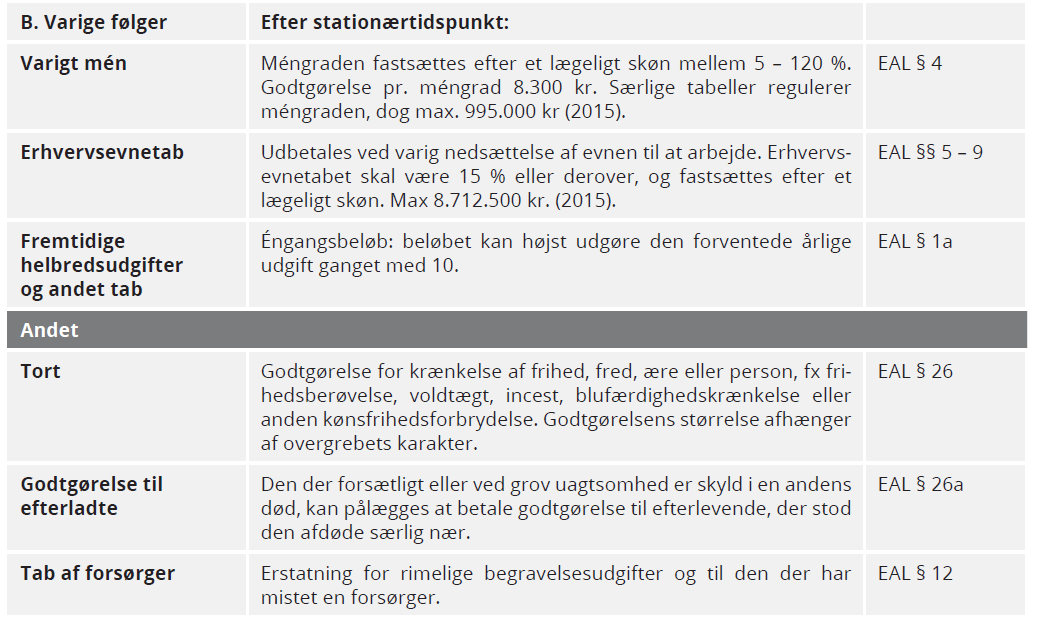 B. Varige følger Efter stationærtidspunkt:
Varigt mén Méngraden fastsættes efter et lægeligt skøn mellem 5 – 120 %. EAL § 4
Godtgørelse pr. méngrad 8.300 kr. Særlige tabeller regulerer
méngraden, dog max. 995.000 kr (2015).
Erhvervsevnetab Udbetales ved varig nedsættelse af evnen til at arbejde. Erhvervs- EAL §§ 5 – 9
evnetabet skal være 15 % eller derover, og fastsættes efter et
lægeligt skøn. Max 8.712.500 kr. (2015).
Fremtidige Éngangsbeløb: beløbet kan højst udgøre den forventede årlige EAL § 1a
helbredsudgifter udgift ganget med 10.
og andet tab
Andet
Tort Godtgørelse for krænkelse af frihed, fred, ære eller person, fx fri- EAL § 26
hedsberøvelse, voldtægt, incest, blufærdighedskrænkelse eller
anden kønsfrihedsforbrydelse. Godtgørelsens størrelse afhænger
af overgrebets karakter.
Godtgørelse til Den der forsætligt eller ved grov uagtsomhed er skyld i en andens EAL § 26a
efterladte død, kan pålægges at betale godtgørelse til efterlevende, der stod
den afdøde særlig nær.
Tab af forsørger Erstatning for rimelige begravelsesudgifter og til den der har EAL § 12
mistet en forsørger.